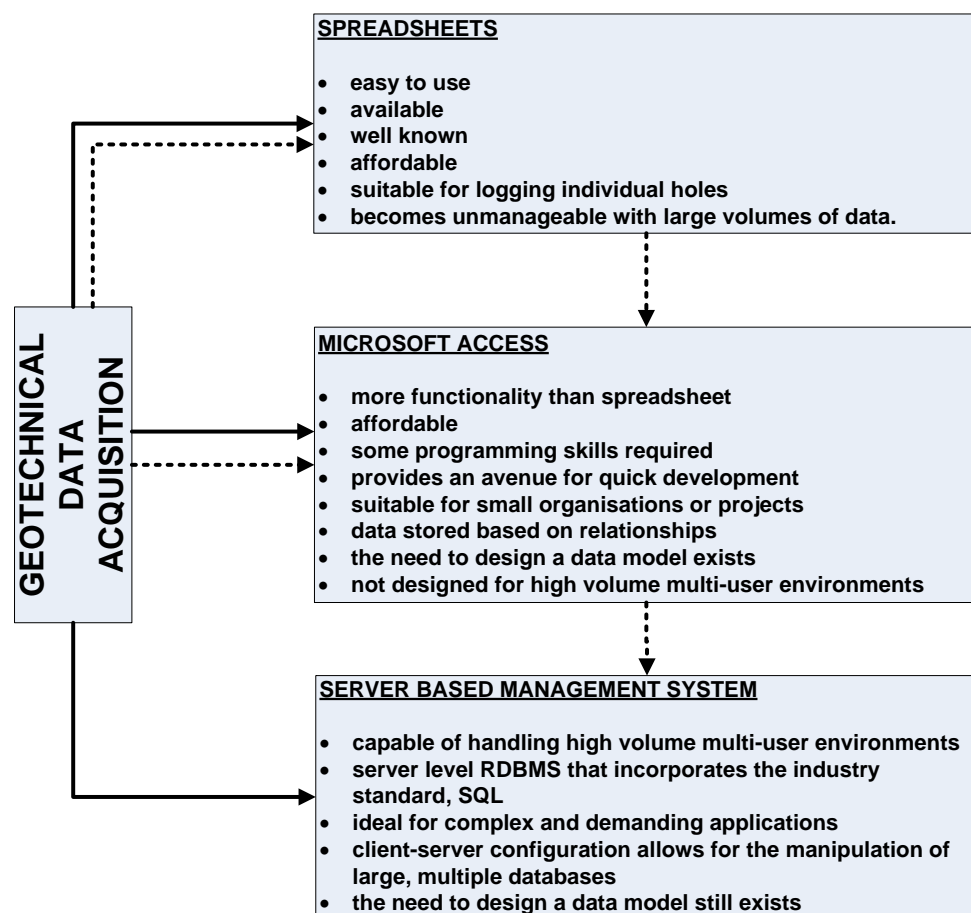 GEOTECHNICAL
DATA
ACQUISITION
SPREADSHEETS
• easy to use
• available
• well known
• affordable
• suitable for logging individual holes
• becomes unmanageable with large volumes of data.
MICROSOFT ACCESS
• more functionality than spreadsheet
• affordable
• some programming skills required
• provides an avenue for quick development
• suitable for small organisations or projects
• data stored based on relationships
• the need to design a data model exists
• not designed for high volume multi-user environments
SERVER BASED MANAGEMENT SYSTEM
• capable of handling high volume multi-user environments
• server level RDBMS that incorporates the industry
standard, SQL
• ideal for complex and demanding applications
• client-server configuration allows for the manipulation of
large, multiple databases
• the need to design a data model still exists